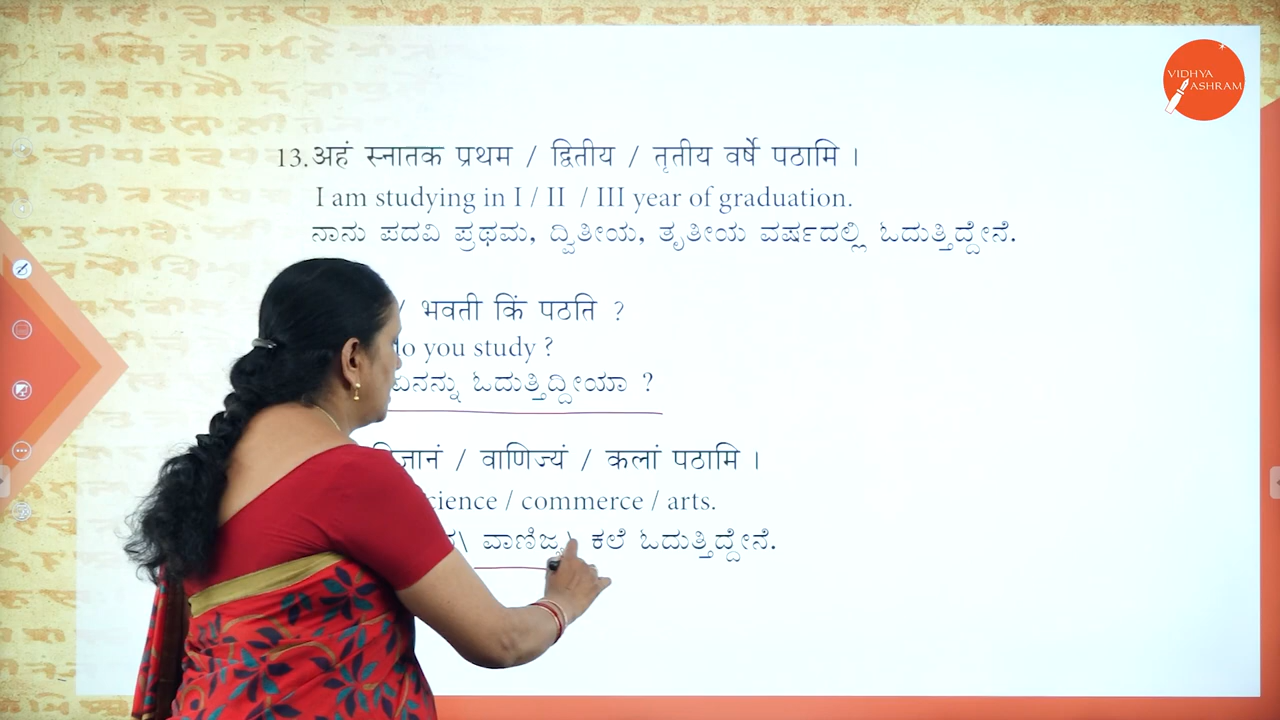 VIDHYA
ASHRAM
13. अहं स्नातक प्रथम / द्वितीय / तृतीय वर्षे पठामि ।
I am studying in I / II / III year of graduation.
ನಾನು ಪದವಿ ಪ್ರಥಮ, ದ್ವಿತೀಯ, ತೃತೀಯ ವರ್ಷದಲ್ಲಿ ಓದುತ್ತಿದ್ದೇನೆ.
/ भवती किं पठति ?
do you study ?
ಏನನ್ನು ಓದುತ್ತಿದ್ದೀಯಾ ?
/ वाणिज्यं / कलां पठामि ।
/ commerce / arts.
\ ವಾಣಿಜ್ಯ\ ಕಲೆ ಓದುತ್ತಿದ್ದೇನೆ.